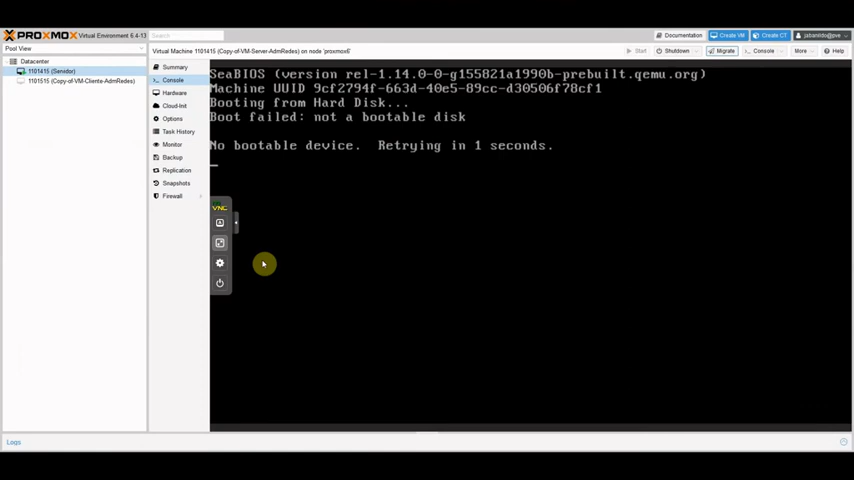 PROXMOX Virtual Environment 6.4-13 Search Documentation Create VM Create CT jabarildo@pve
Pool View
Virtual Machine 1101415 (Copy-of-VM-Server-AdmRedes) on node 'proxmox6' Start Shutdown Migrate Console More Help
Datacenter
1101415 (Servidor)
1101515 (Copy-of-VM-Cliente-AdmRedes)
Summary
Console
Hardware
Cloud-Init
Options
Task History
Monitor
Backup
Replication
Snapshots
Firewall
SeaBIOS (version rel-1.14.0-0-g155821a1990b-prebuilt.qemu.org)
Machine UUID 9cf2794f-663d-40e5-89cc-d30506f78cf1
Booting from Hard Disk...
Boot failed: not a bootable disk
No bootable device. Retrying in 1 seconds.
VNC
A
Logs